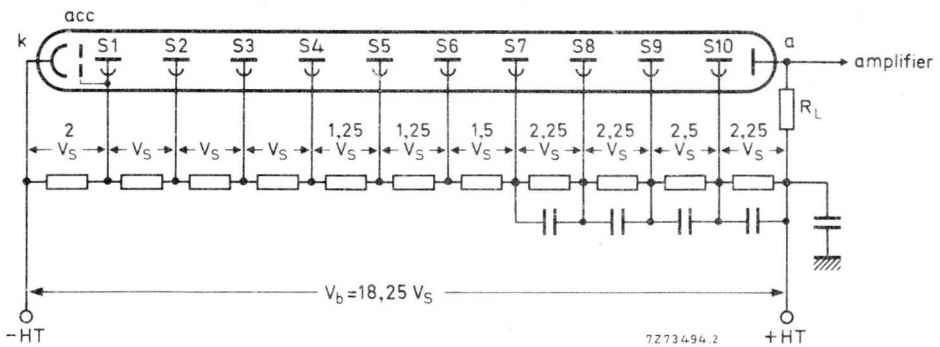 acc
k
S1 S2 S3 S4 S5 S6 S7 S8 S9 S10
a
amplifier
R_L
2 V_S
V_S
V_S
V_S
1,25 V_S
1,25 V_S
1,5 V_S
2,25 V_S
2,25 V_S
2,5 V_S
2,25 V_S
V_b=18,25 V_S
-HT
7Z73494.2
+HT